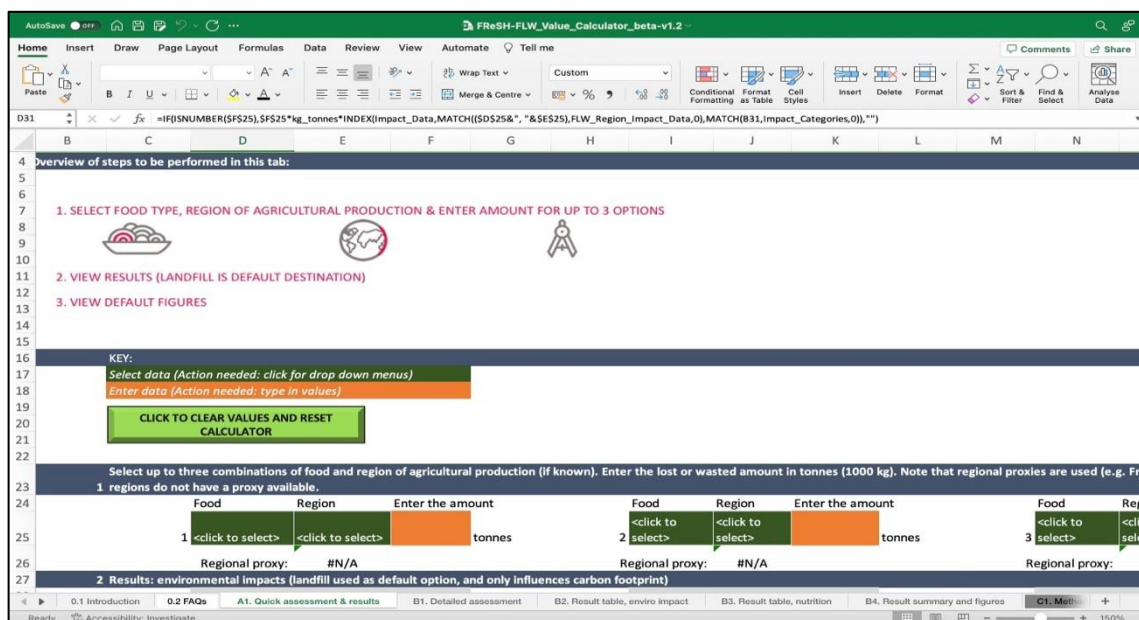 AutoSave OFF
FReSH-FLW_Value_Calculator_beta-v1.2
Home Insert Draw Page Layout Formulas Data Review View Automate Tell me
Comments Share
Paste
B I U
A^ A˅
Wrap Text
Merge & Centre
Custom
%
Conditional Formatting
Format as Table
Cell Styles
Insert
Delete
Format
Sort & Filter
Find & Select
Analyse Data
D31 fx =IF(ISNUMBER($F$25),$F$25*kg_tonnes*INDEX(Impact_Data,MATCH(($D$25&", "&$E$25),FLW_Region_Impact_Data,0),MATCH(B31,Impact_Categories,0)),"")
B C D E F G H I J K L M N
4 Overview of steps to be performed in this tab:
5
6
7 1. SELECT FOOD TYPE, REGION OF AGRICULTURAL PRODUCTION & ENTER AMOUNT FOR UP TO 3 OPTIONS
8
9
10
11 2. VIEW RESULTS (LANDFILL IS DEFAULT DESTINATION)
12
13 3. VIEW DEFAULT FIGURES
14
15
16 KEY:
17 Select data (Action needed: click for drop down menus)
18 Enter data (Action needed: type in values)
19
20 CLICK TO CLEAR VALUES AND RESET
CALCULATOR
21
22
Select up to three combinations of food and region of agricultural production (if known). Enter the lost or wasted amount in tonnes (1000 kg). Note that regional proxies are used (e.g. Fr
23 1 regions do not have a proxy available.
24 Food Region Enter the amount Food Region Enter the amount Food Re
25 1 <click to select> <click to select> tonnes 2 <click to select> <click to select> tonnes 3 <click to select> <cli sele
26 Regional proxy: #N/A Regional proxy: #N/A Regional proxy:
27 2 Results: environmental impacts (landfill used as default option, and only influences carbon footprint)
0.1 Introduction 0.2 FAQs A1. Quick assessment & results B1. Detailed assessment B2. Result table, enviro impact B3. Result table, nutrition B4. Result summary and figures C1. Metho +
Ready Accessibility: Investigate 150%